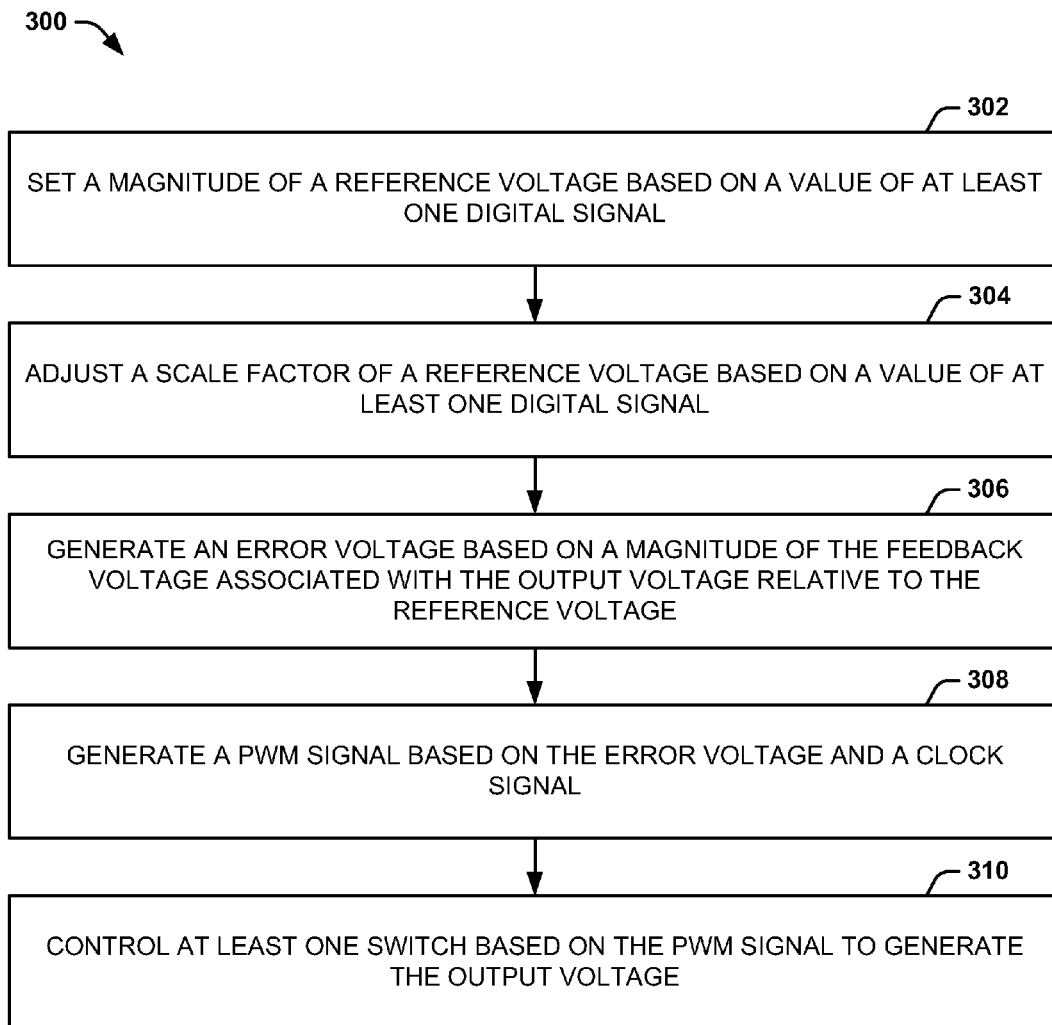 300
302
SET A MAGNITUDE OF A REFERENCE VOLTAGE BASED ON A VALUE OF AT LEAST
ONE DIGITAL SIGNAL
304
ADJUST A SCALE FACTOR OF A REFERENCE VOLTAGE BASED ON A VALUE OF AT
LEAST ONE DIGITAL SIGNAL
306
GENERATE AN ERROR VOLTAGE BASED ON A MAGNITUDE OF THE FEEDBACK
VOLTAGE ASSOCIATED WITH THE OUTPUT VOLTAGE RELATIVE TO THE
REFERENCE VOLTAGE
308
GENERATE A PWM SIGNAL BASED ON THE ERROR VOLTAGE AND A CLOCK
SIGNAL
310
CONTROL AT LEAST ONE SWITCH BASED ON THE PWM SIGNAL TO GENERATE
THE OUTPUT VOLTAGE